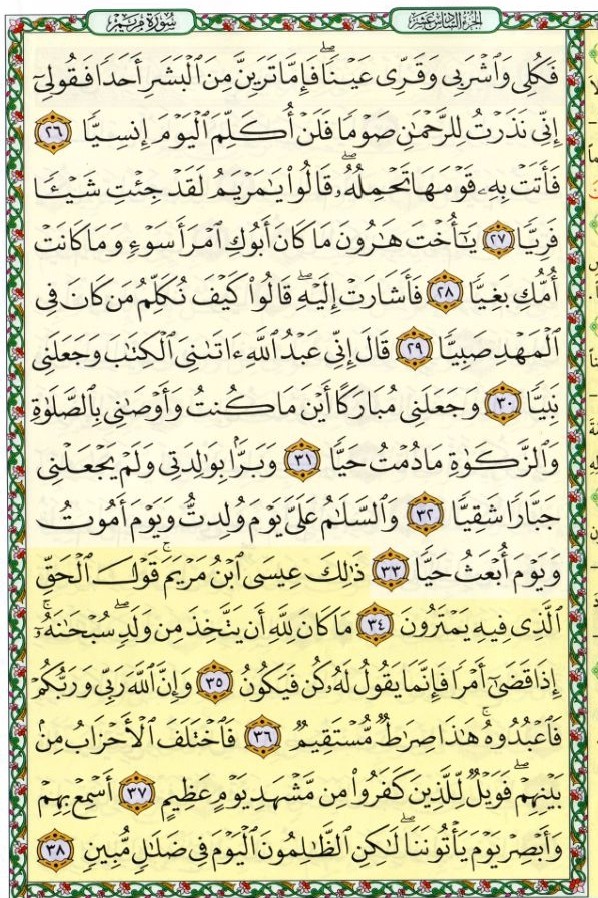 الجزء السادس عشر
سورة مريم
فَكُلِي وَٱشۡرَبِي وَقَرِّي عَيۡنٗاۖ فَإِمَّا تَرَيِنَّ مِنَ ٱلۡبَشَرِ أَحَدٗا فَقُولِيٓ
إِنِّي نَذَرۡتُ لِلرَّحۡمَٰنِ صَوۡمٗا فَلَنۡ أُكَلِّمَ ٱلۡيَوۡمَ إِنسِيّٗا ٢٦
فَأَتَتۡ بِهِۦ قَوۡمَهَا تَحۡمِلُهُۥۖ قَالُواْ يَٰمَرۡيَمُ لَقَدۡ جِئۡتِ شَيۡـٔٗا
فَرِيّٗا ٢٧ يَٰٓأُخۡتَ هَٰرُونَ مَا كَانَ أَبُوكِ ٱمۡرَأَ سَوۡءٖ وَمَا كَانَتۡ
أُمُّكِ بَغِيّٗا ٢٨ فَأَشَارَتۡ إِلَيۡهِۖ قَالُواْ كَيۡفَ نُكَلِّمُ مَن كَانَ فِي
ٱلۡمَهۡدِ صَبِيّٗا ٢٩ قَالَ إِنِّي عَبۡدُ ٱللَّهِ ءَاتَىٰنِيَ ٱلۡكِتَٰبَ وَجَعَلَنِي
نَبِيّٗا ٣٠ وَجَعَلَنِي مُبَارَكًا أَيۡنَ مَا كُنتُ وَأَوۡصَٰنِي بِٱلصَّلَوٰةِ
وَٱلزَّكَوٰةِ مَا دُمۡتُ حَيّٗا ٣١ وَبَرَّۢا بِوَٰلِدَتِي وَلَمۡ يَجۡعَلۡنِي
جَبَّارٗا شَقِيّٗا ٣٢ وَٱلسَّلَٰمُ عَلَيَّ يَوۡمَ وُلِدتُّ وَيَوۡمَ أَمُوتُ
وَيَوۡمَ أُبۡعَثُ حَيّٗا ٣٣ ذَٰلِكَ عِيسَى ٱبۡنُ مَرۡيَمَۚ قَوۡلَ ٱلۡحَقِّ
ٱلَّذِي فِيهِ يَمۡتَرُونَ ٣٤ مَا كَانَ لِلَّهِ أَن يَتَّخِذَ مِن وَلَدٖۖ سُبۡحَٰنَهُۥٓۚ
إِذَا قَضَىٰٓ أَمۡرٗا فَإِنَّمَا يَقُولُ لَهُۥ كُن فَيَكُونُ ٣٥ وَإِنَّ ٱللَّهَ رَبِّي وَرَبُّكُمۡ
فَٱعۡبُدُوهُۚ هَٰذَا صِرَٰطٞ مُّسۡتَقِيمٞ ٣٦ فَٱخۡتَلَفَ ٱلۡأَحۡزَابُ مِنۢ
بَيۡنِهِمۡۖ فَوَيۡلٞ لِّلَّذِينَ كَفَرُواْ مِن مَّشۡهَدِ يَوۡمٍ عَظِيمٍ ٣٧ أَسۡمِعۡ بِهِمۡ
وَأَبۡصِرۡ يَوۡمَ يَأۡتُونَنَاۖ لَٰكِنِ ٱلظَّٰلِمُونَ ٱلۡيَوۡمَ فِي ضَلَٰلٖ مُّبِينٖ ٣٨